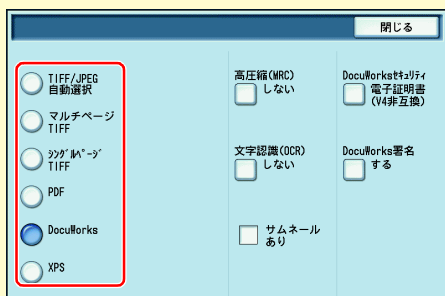 閉じる
TIFF/JPEG
自動選択
マルチページ
TIFF
シングルページ
TIFF
PDF
DocuWorks
XPS
高圧縮(MRC)
しない
文字認識(OCR)
しない
サムネール
あり
DocuWorksセキュリティ
電子証明書
(V4非互換)
DocuWorks署名
する